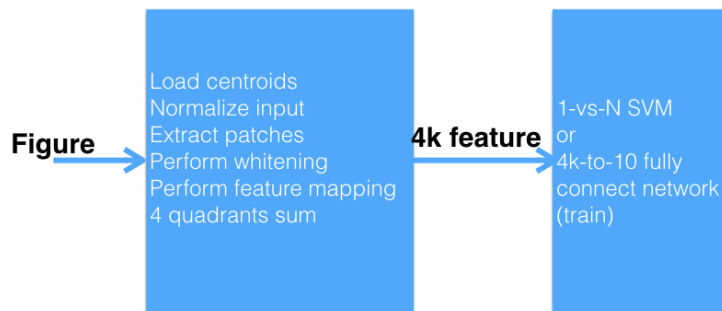 Figure
Load centroids
Normalize input
Extract patches
Perform whitening
Perform feature mapping
4 quadrants sum
4k feature
1-vs-N SVM
or
4k-to-10 fully
connect network
(train)